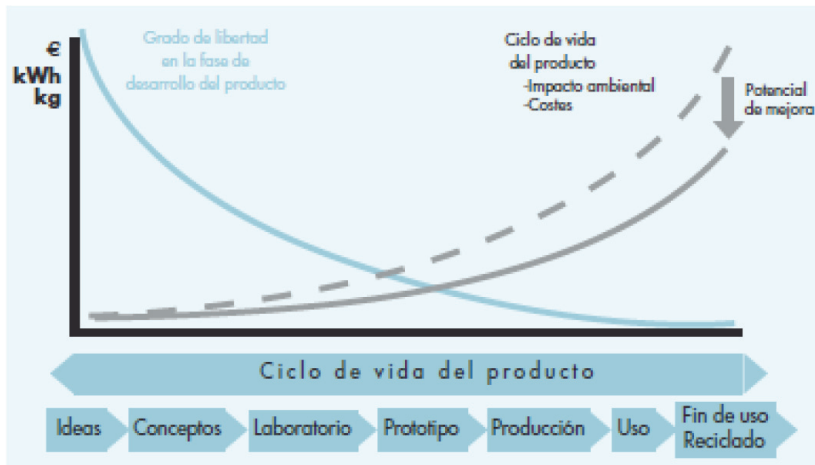 €
kWh
kg
Grado de libertad
en la fase de
desarrollo del producto
Ciclo de vida
del producto
-Impacto ambiental
-Costes
Potencial
de mejora
Ciclo de vida del producto
Ideas
Conceptos
Laboratorio
Prototipo
Producción
Uso
Fin de uso
Reciclado